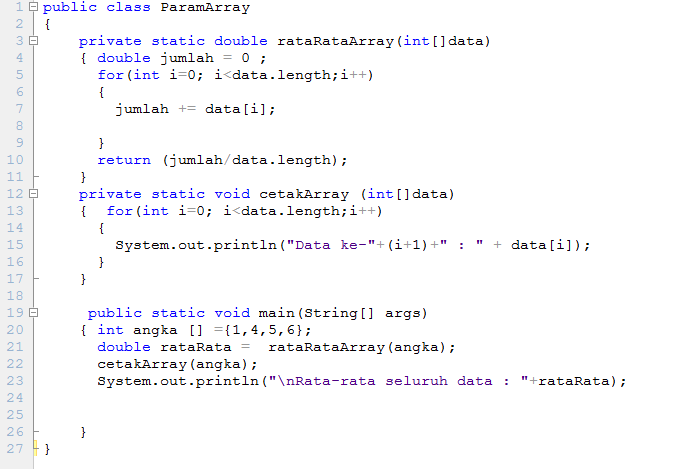 1 public class ParamArray
2 {
3     private static double rataRataArray(int[]data)
4     { double jumlah = 0 ;
5       for(int i=0; i<data.length;i++)
6       {
7         jumlah += data[i];
8
9       }
10       return (jumlah/data.length);
11     }
12     private static void cetakArray (int[]data)
13     {  for(int i=0; i<data.length;i++)
14       {
15         System.out.println("Data ke-"+(i+1)+" : " + data[i]);
16       }
17     }
18
19      public static void main(String[] args)
20     { int angka [] ={1,4,5,6};
21       double rataRata =  rataRataArray(angka);
22       cetakArray(angka);
23       System.out.println("\nRata-rata seluruh data : "+rataRata);
24
25
26     }
27 }